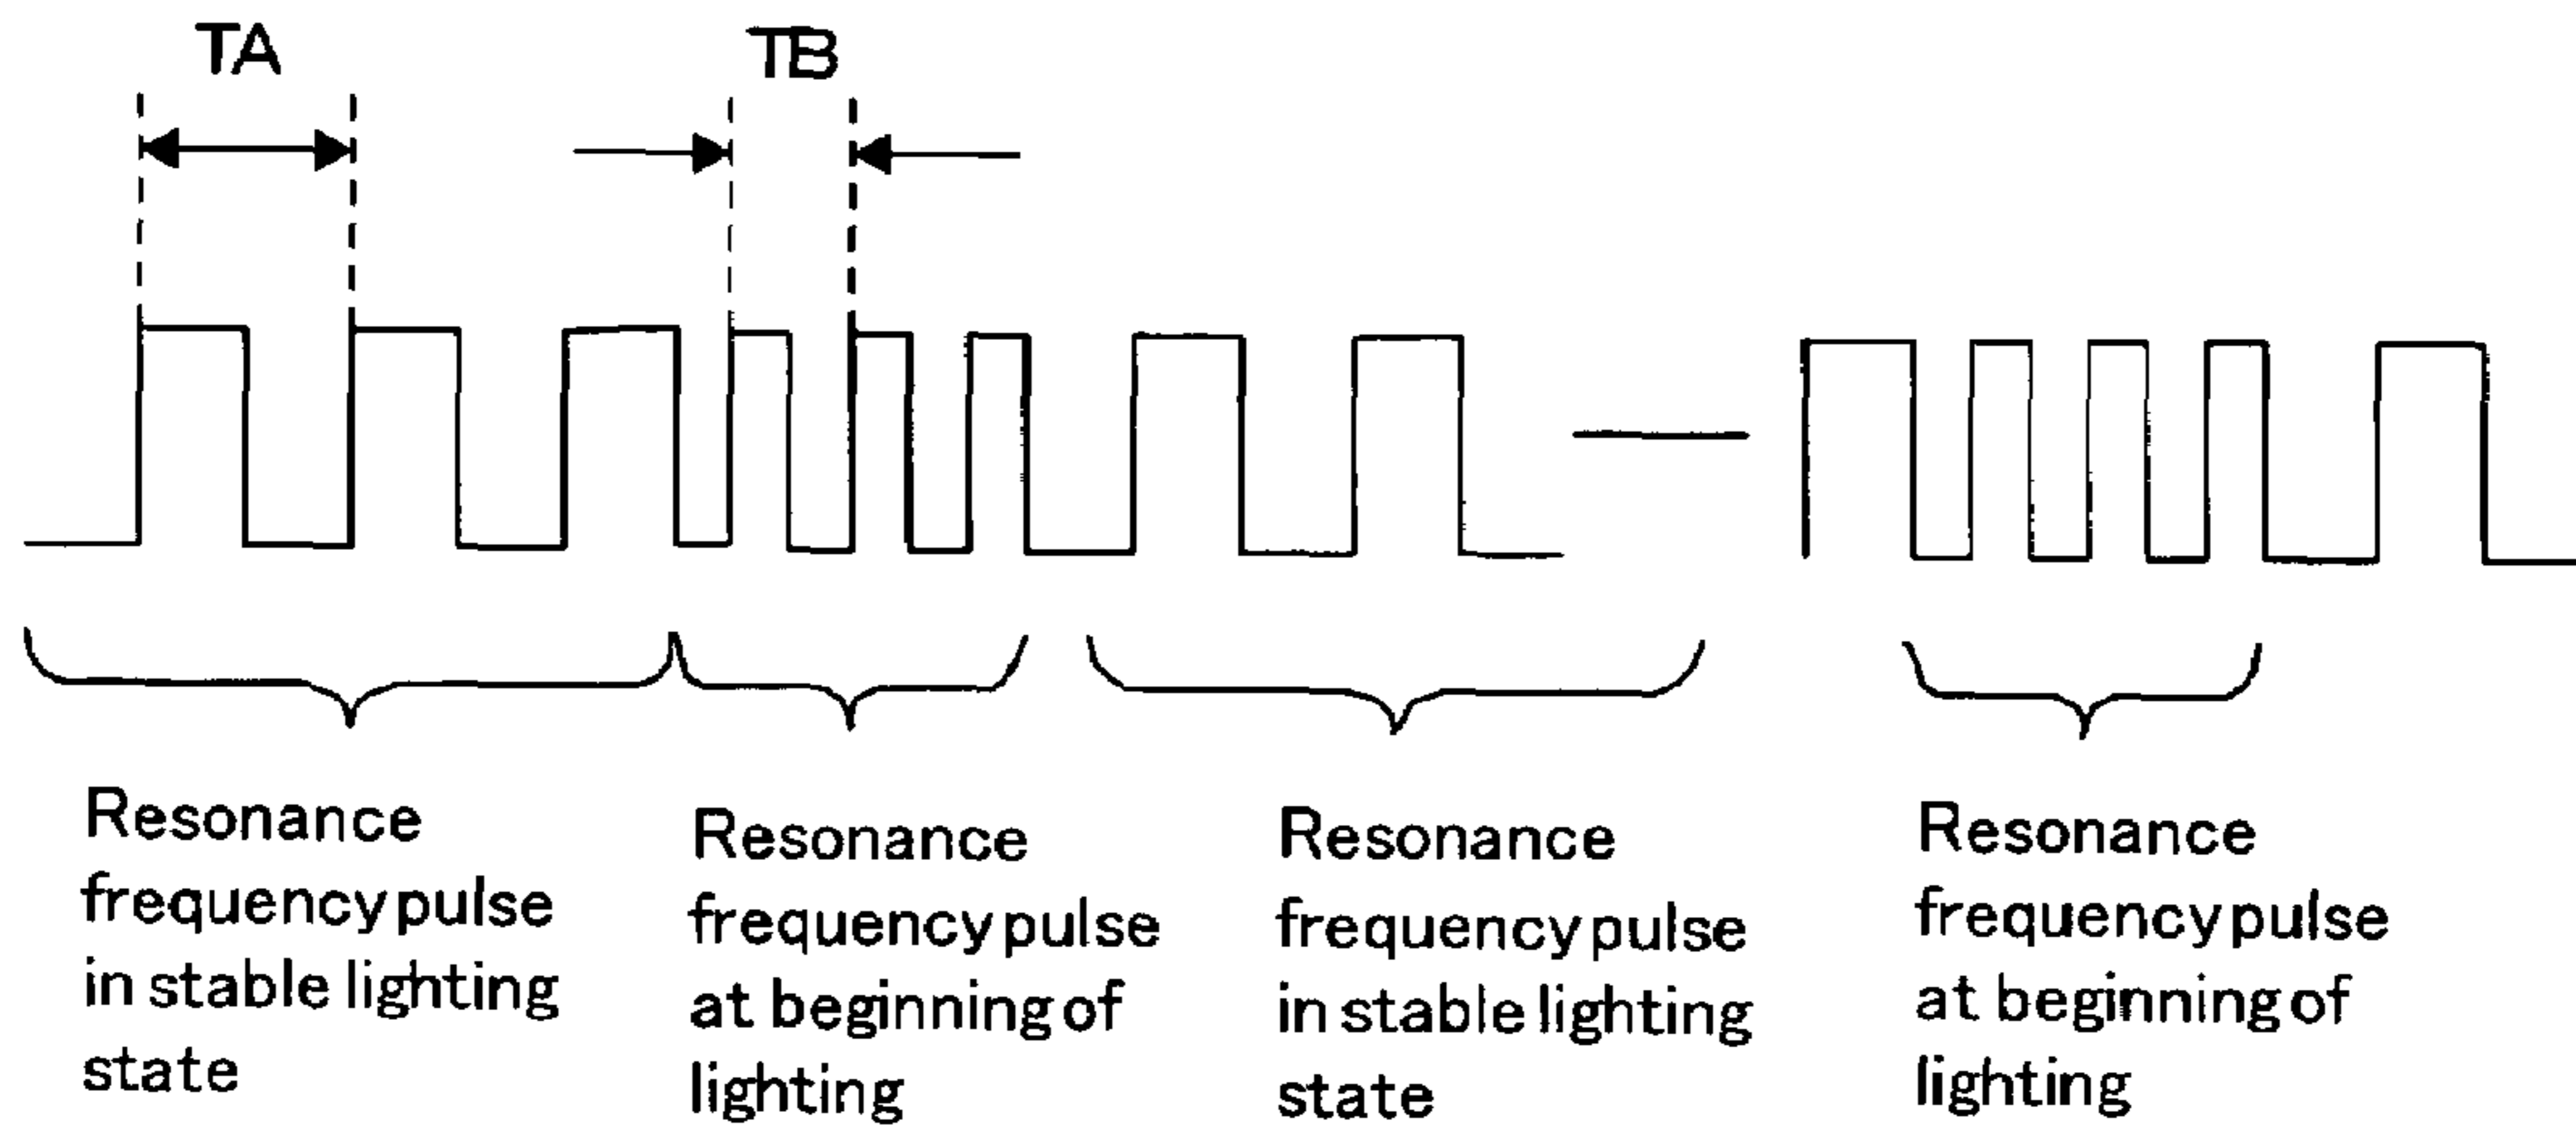 TA
TB
Resonance
frequency pulse
in stable lighting
state
Resonance
frequency pulse
at beginning of
lighting
Resonance
frequency pulse
in stable lighting
state
Resonance
frequency pulse
at beginning of
lighting